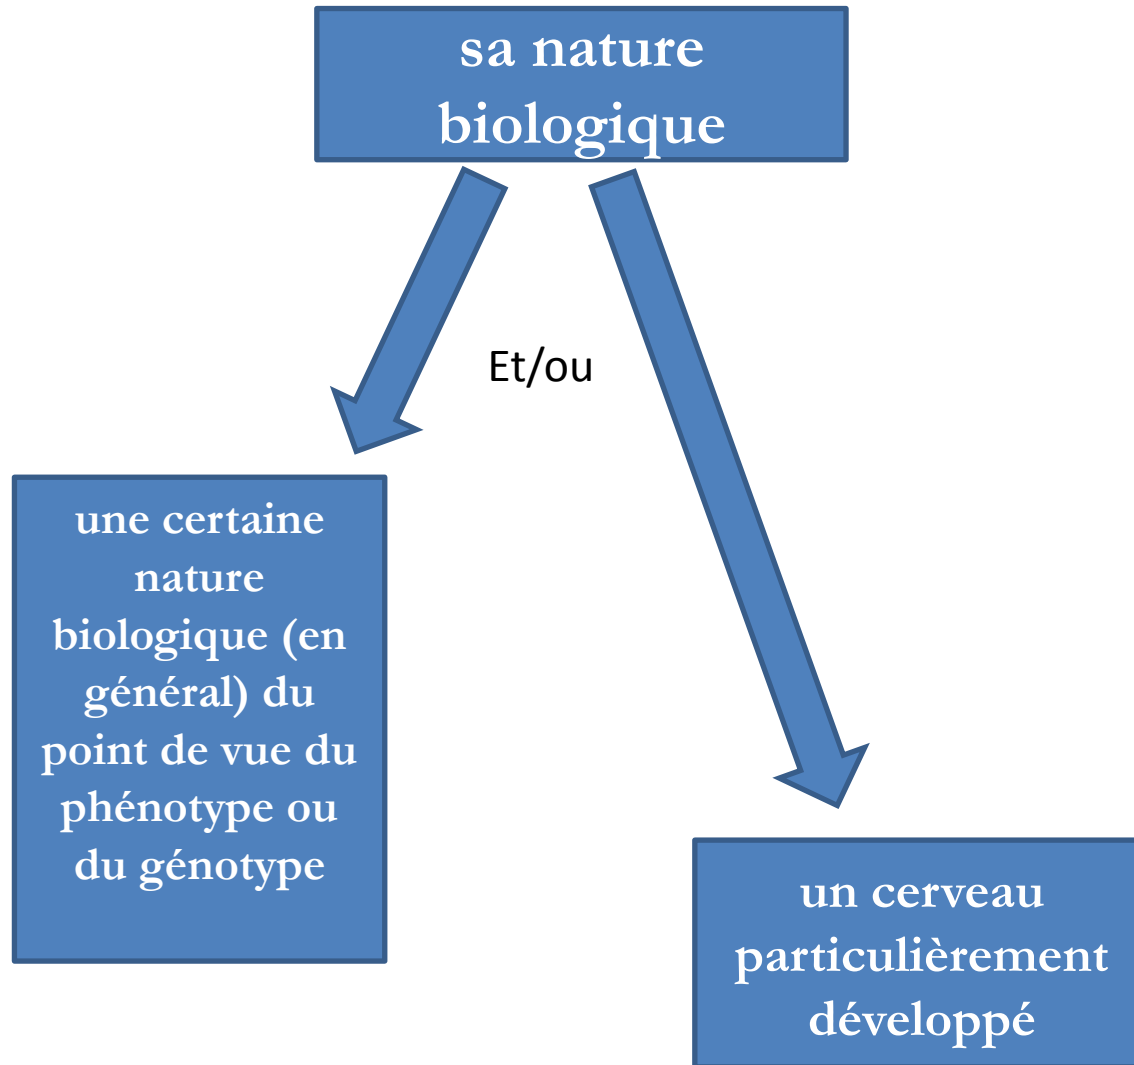 sa nature
biologique
Et/ou
une certaine
nature
biologique (en
général) du
point de vue du
phénotype ou
du génotype
un cerveau
particulièrement
développé